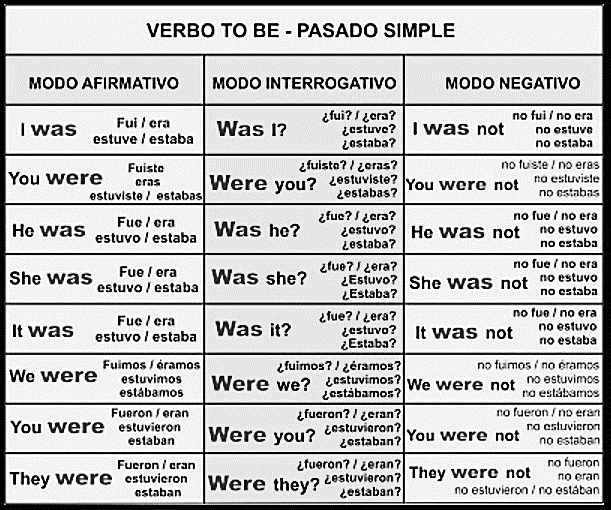 VERBO TO BE - PASADO SIMPLE
MODO AFIRMATIVO
MODO INTERROGATIVO
MODO NEGATIVO
I was
Fui / era
estuve / estaba
Was I?
¿fui? / ¿era?
¿estuve?
¿estaba?
I was not
no fui / no era
no estuve
no estaba
You were
Fuiste
eras
estuviste / estabas
Were you?
¿fuiste? / ¿eras?
¿estuviste?
¿estabas?
You were not
no fuiste / no eras
no estuviste
no estabas
He was
Fue / era
estuvo / estaba
Was he?
¿fue? / ¿era?
¿estuvo?
¿estaba?
He was not
no fue / no era
no estuvo
no estaba
She was
Fue / era
estuvo / estaba
Was she?
¿fue? / ¿era?
¿Estuvo?
¿Estaba?
She was not
no fue / no era
no estuvo
no estaba
It was
Fue / era
estuvo / estaba
Was it?
¿fue? / ¿era?
¿estuvo?
¿Estaba?
It was not
no fue / no era
no estuvo
no estaba
We were
Fuimos / éramos
estuvimos
estábamos
Were we?
¿fuimos? / ¿éramos?
¿estuvimos?
¿estábamos?
We were not
no fuimos / no éramos
no estuvimos
no estábamos
You were
Fueron / eran
estuvieron
estaban
Were you?
¿fueron? / ¿eran?
¿estuvieron?
¿estaban?
You were not
no fueron / no eran
no estuvieron
no estaban
They were
Fueron / eran
estuvieron
estaban
Were they?
¿fueron? / ¿eran?
¿estuvieron?
¿estaban?
They were not
no fueron
no eran
no estuvieron / no estaban